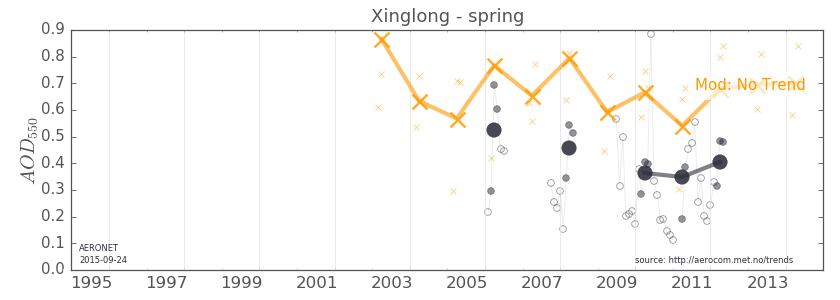 Xinglong - spring
0.9
0.8
0.7
0.6
0.5
0.4
0.3
0.2
0.1
0.0
AOD550
Mod: No Trend
AERONET
2015-09-24
source: http://aerocom.met.no/trends
1995 1997 1999 2001 2003 2005 2007 2009 2011 2013